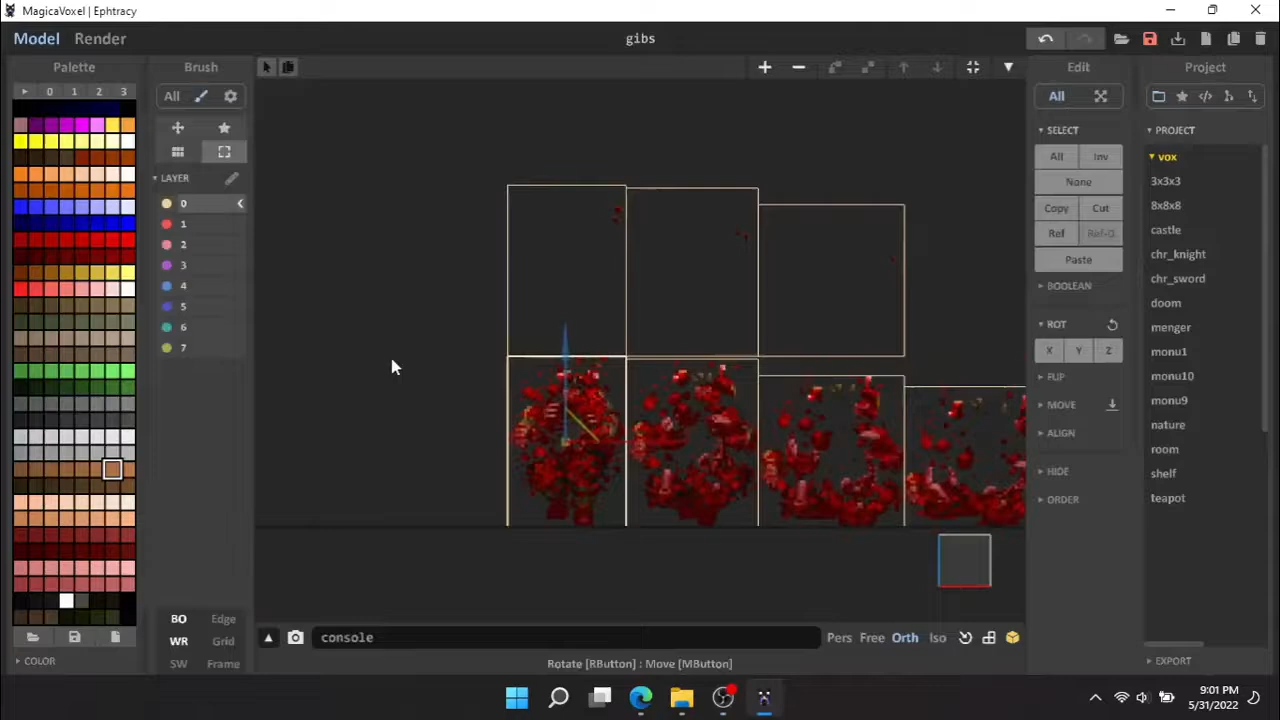 MagicaVoxel | Ephtracy
Model Render
gibs
Palette
Brush
Edit
Project
0 1 2 3
All
All
SELECT
All Inv
None
Copy Cut
Ref Ref-D
Paste
BOOLEAN
ROT
X Y Z
FLIP
MOVE
ALIGN
HIDE
ORDER
LAYER
0
1
2
3
4
5
6
7
PROJECT
vox
3x3x3
8x8x8
castle
chr_knight
chr_sword
doom
menger
monu1
monu10
monu9
nature
room
shelf
teapot
BO Edge
WR Grid
SW Frame
COLOR
console
Pers Free Orth Iso
Rotate [RButton] : Move [MButton]
EXPORT
9:01 PM
5/31/2022